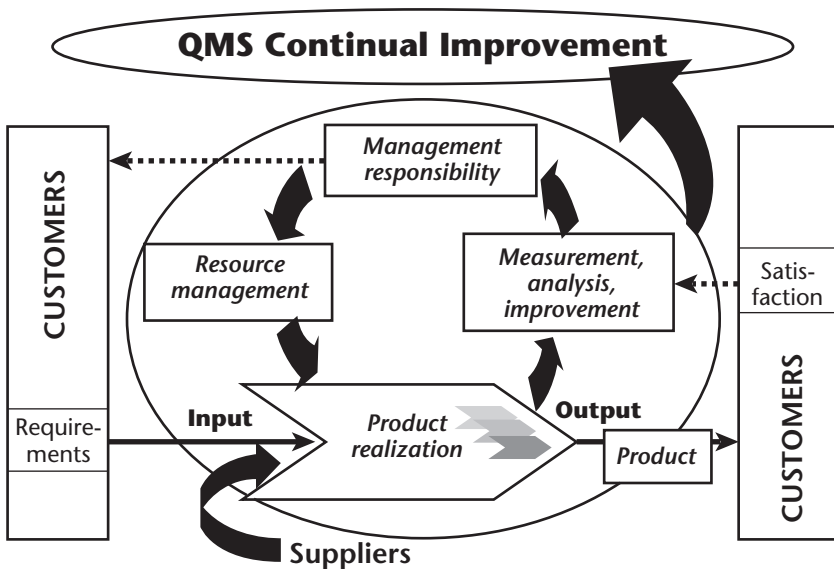 QMS Continual Improvement
CUSTOMERS
Require-
ments
Management
responsibility
Resource
management
Measurement,
analysis,
improvement
Satis-
faction
Input
Product
realization
Output
Product
CUSTOMERS
Suppliers